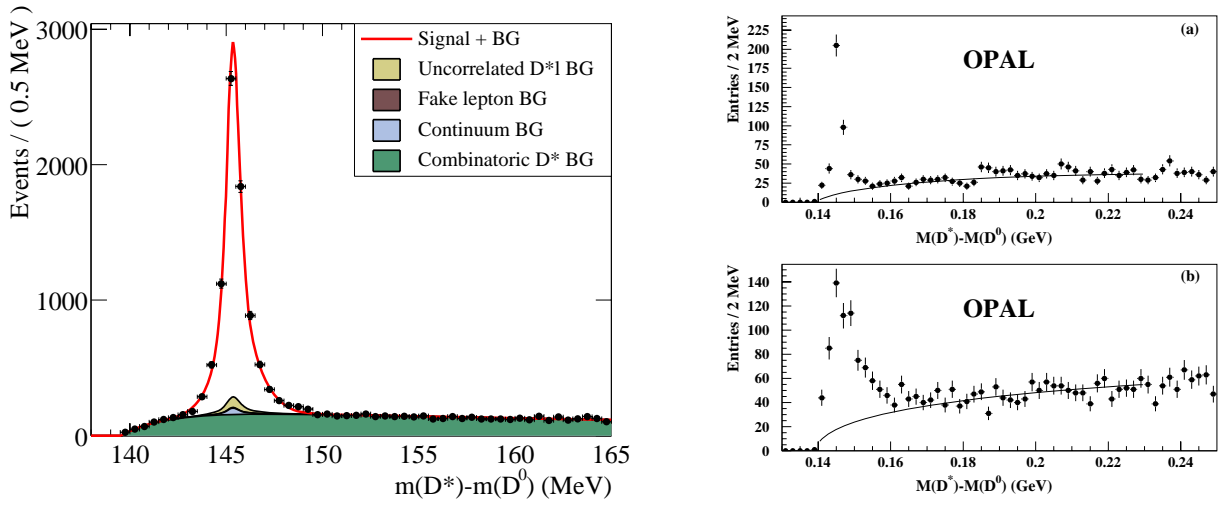 3000
2000
1000
0
Events / ( 0.5 MeV )
Signal + BG
Uncorrelated D*l BG
Fake lepton BG
Continuum BG
Combinatoric D* BG
140 145 150 155 160 165
m(D*)-m(D⁰) (MeV)
(a)
OPAL
Entries / 2 MeV
225
200
175
150
125
100
75
50
25
0
0.14 0.16 0.18 0.2 0.22 0.24
M(D*)-M(D⁰) (GeV)
(b)
OPAL
Entries / 2 MeV
140
120
100
80
60
40
20
0
0.14 0.16 0.18 0.2 0.22 0.24
M(D*)-M(D⁰) (GeV)